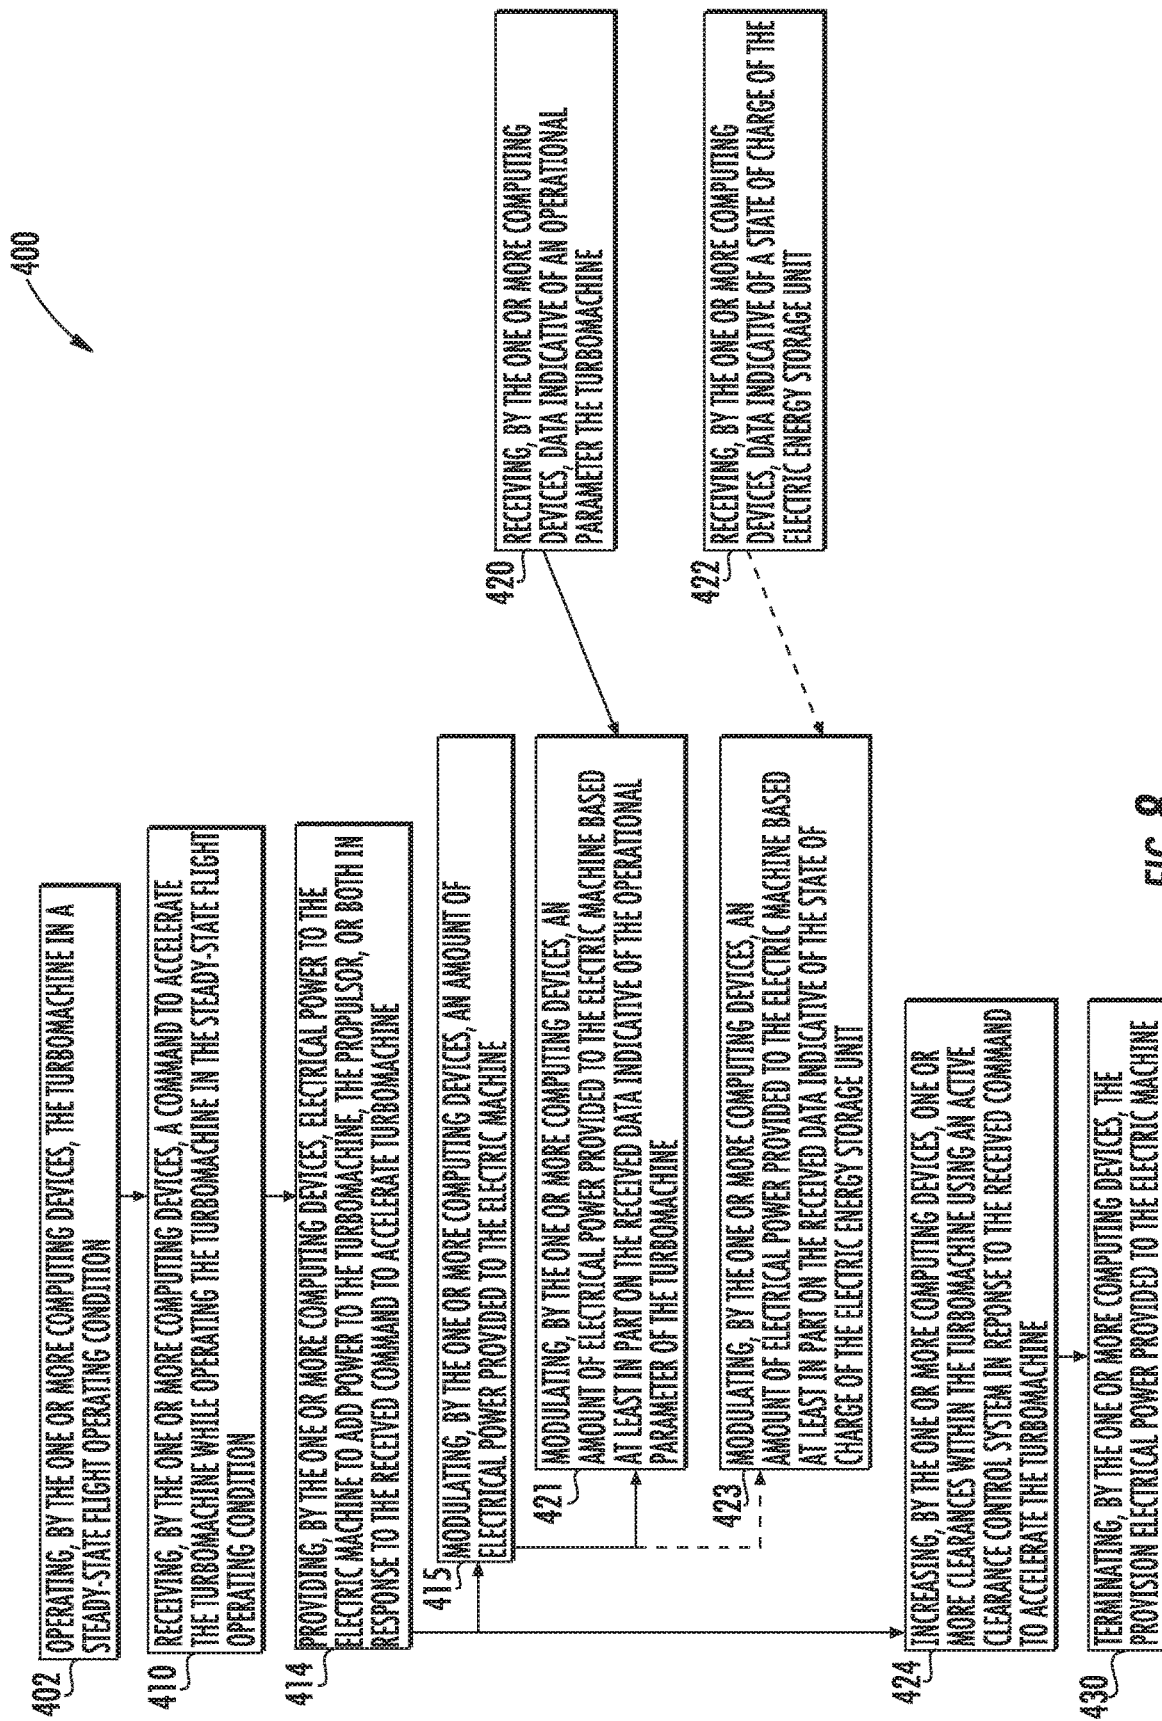 400
402
OPERATING, BY THE ONE OR MORE COMPUTING DEVICES, THE TURBOMACHINE IN A
STEADY-STATE FLIGHT OPERATING CONDITION
410
RECEIVING, BY THE ONE OR MORE COMPUTING DEVICES, A COMMAND TO ACCELERATE
THE TURBOMACHINE WHILE OPERATING THE TURBOMACHINE IN THE STEADY-STATE FLIGHT
OPERATING CONDITION
414
PROVIDING, BY THE ONE OR MORE COMPUTING DEVICES, ELECTRICAL POWER TO THE
ELECTRIC MACHINE TO ADD POWER TO THE TURBOMACHINE, THE PROPULSOR, OR BOTH IN
RESPONSE TO THE RECEIVED COMMAND TO ACCELERATE TURBOMACHINE
415
MODULATING, BY THE ONE OR MORE COMPUTING DEVICES, AN AMOUNT OF
ELECTRICAL POWER PROVIDED TO THE ELECTRIC MACHINE
420
RECEIVING, BY THE ONE OR MORE COMPUTING
DEVICES, DATA INDICATIVE OF AN OPERATIONAL
PARAMETER THE TURBOMACHINE
421
MODULATING, BY THE ONE OR MORE COMPUTING DEVICES, AN
AMOUNT OF ELECTRICAL POWER PROVIDED TO THE ELECTRIC MACHINE BASED
AT LEAST IN PART ON THE RECEIVED DATA INDICATIVE OF THE OPERATIONAL
PARAMETER OF THE TURBOMACHINE
422
RECEIVING, BY THE ONE OR MORE COMPUTING
DEVICES, DATA INDICATIVE OF A STATE OF CHARGE OF THE
ELECTRIC ENERGY STORAGE UNIT
423
MODULATING, BY THE ONE OR MORE COMPUTING DEVICES, AN
AMOUNT OF ELECTRICAL POWER PROVIDED TO THE ELECTRIC MACHINE BASED
AT LEAST IN PART ON THE RECEIVED DATA INDICATIVE OF THE STATE OF
CHARGE OF THE ELECTRIC ENERGY STORAGE UNIT
424
INCREASING, BY THE ONE OR MORE COMPUTING DEVICES, ONE OR
MORE CLEARANCES WITHIN THE TURBOMACHINE USING AN ACTIVE
CLEARANCE CONTROL SYSTEM IN REPONSE TO THE RECEIVED COMMAND
TO ACCELERATE THE TURBOMACHINE
430
TERMINATING, BY THE ONE OR MORE COMPUTING DEVICES, THE
PROVISION ELECTRICAL POWER PROVIDED TO THE ELECTRIC MACHINE
FIG. 8